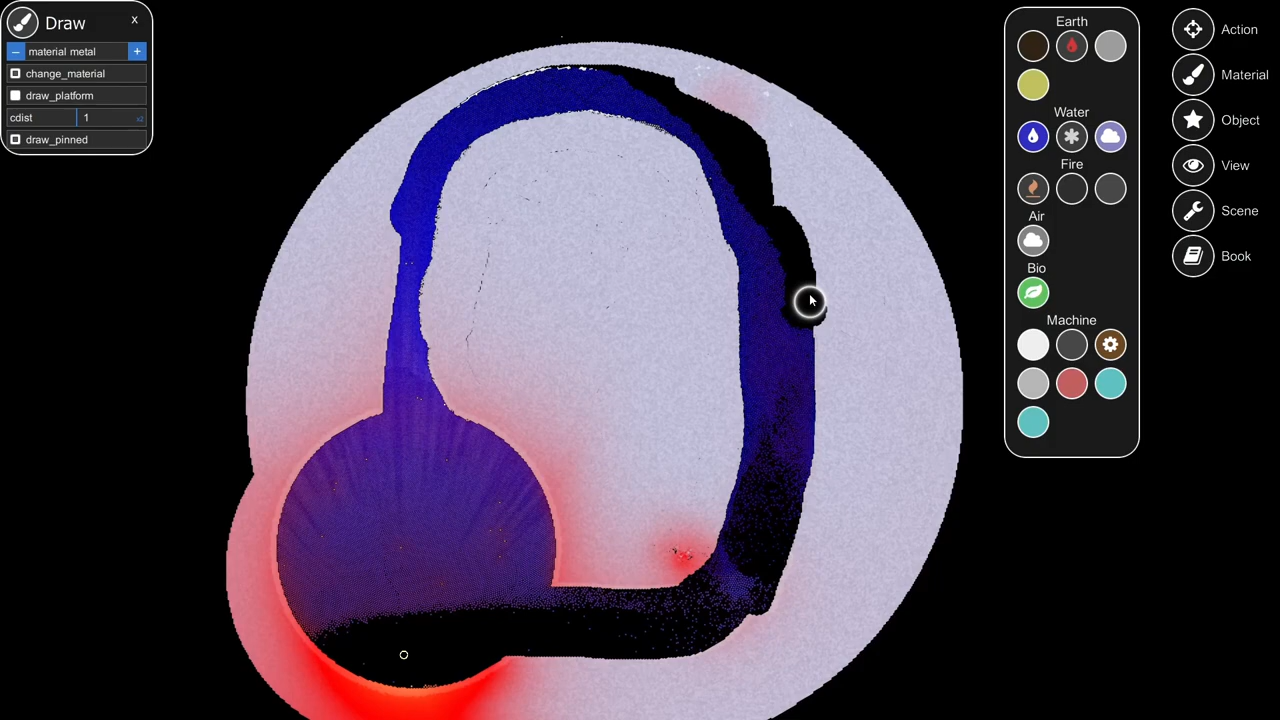 Draw
x
– material metal +
change_material
draw_platform
cdist 1 x2
draw_pinned
Earth
Water
Fire
Air
Bio
Machine
Action
Material
Object
View
Scene
Book